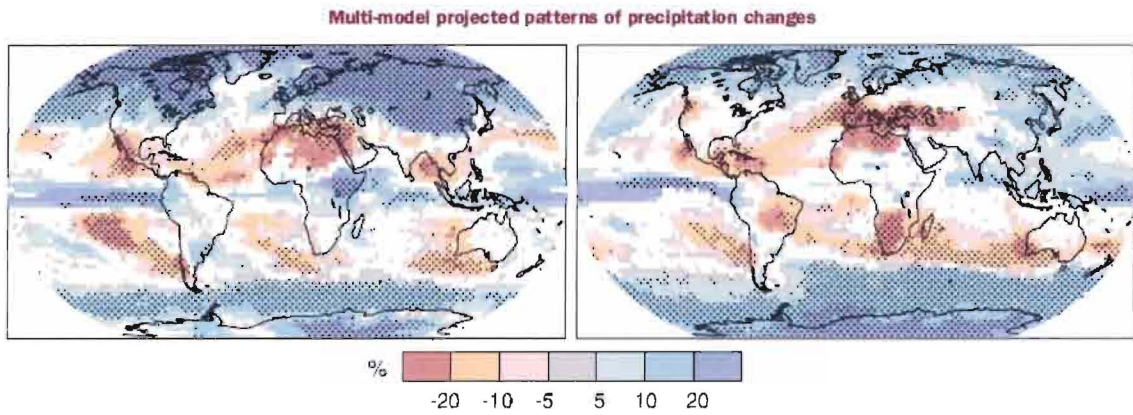 Multi-model projected patterns of precipitation changes
%
-20 -10 -5 5 10 20